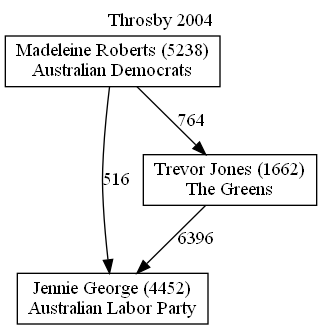 Throsby 2004
Madeleine Roberts (5238)
Australian Democrats
764
516
Trevor Jones (1662)
The Greens
6396
Jennie George (4452)
Australian Labor Party